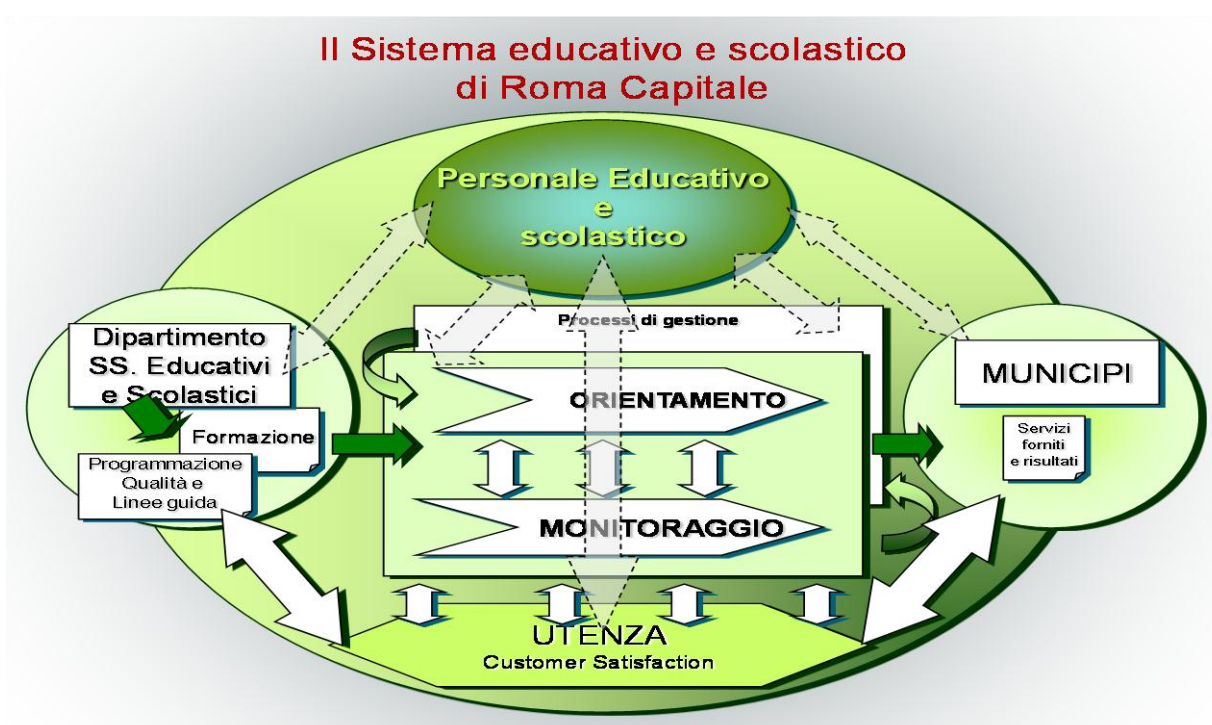 Il Sistema educativo e scolastico
di Roma Capitale
Personale Educativo
e
scolastico
Processi di gestione
Dipartimento
SS. Educativi
e Scolastici
Formazione
Programmazione
Qualità e
Linee guida
ORIENTAMENTO
MONITORAGGIO
MUNICIPI
Servizi
forniti
e risultati
UTENZA
Customer Satisfaction